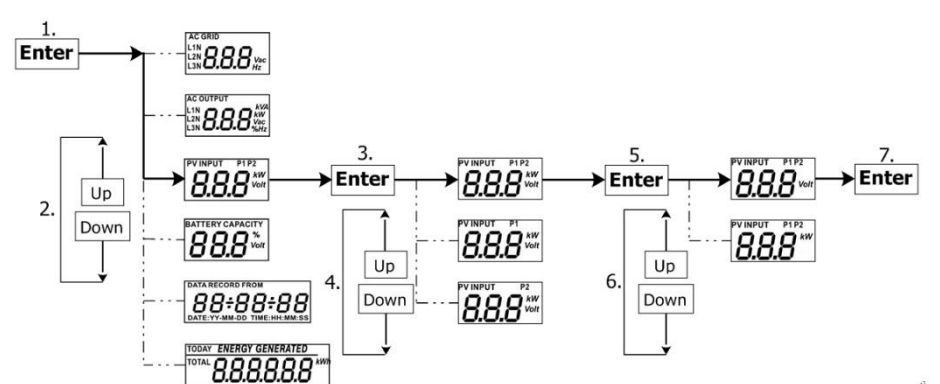 1.
Enter
AC GRID
L1N
L2N 8.8.8 Vac
L3N Hz
AC OUTPUT kVA
L1N kW
L2N 8.8.8 Vac
L3N %Hz
2.
Up
Down
PV INPUT P1 P2
8.8.8 kW
Volt
BATTERY CAPACITY
88.8 %
Volt
DATA RECORD FROM
88:88:88
DATE:YY-MM-DD TIME:HH:MM:SS
TODAY ENERGY GENERATED
TOTAL 8.8.8.8.8.8 kWh
3.
Enter
4.
Up
Down
PV INPUT P1 P2
8.8.8 kW
Volt
PV INPUT P1
8.8.8 kW
Volt
PV INPUT P2
8.8.8 kW
Volt
5.
Enter
6.
Up
Down
PV INPUT P1 P2
8.8.8 Volt
PV INPUT P1 P2
8.8.8 kW
7.
Enter